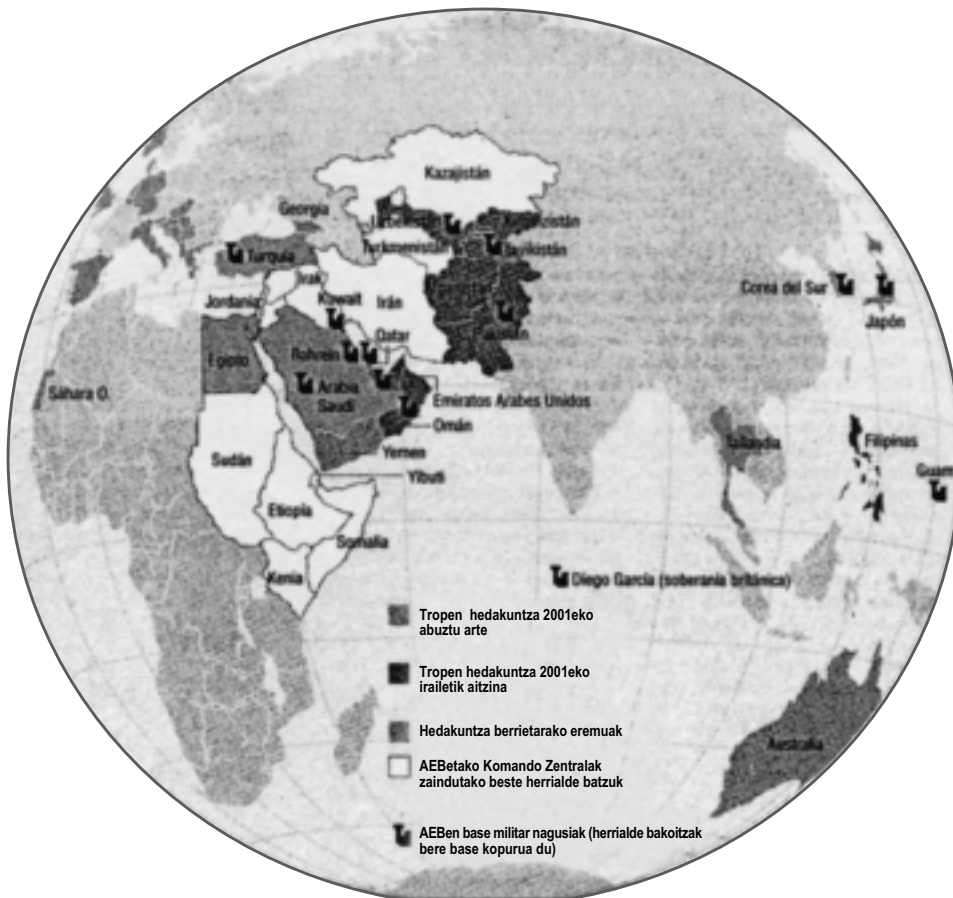 Kazajistán
Georgia
Uzbekistán
Turkmenistán
Tayikistán
Turquía
Irak
Irán
Jordania
Kuwait
Corea del Sur
Japón
Qatar
Bahrein
Egipto
Sáhara O.
Arabia
Saudí
Emiratos Arabes Unidos
Omán
Tailandia
Filipinas
Sudán
Yemen
Yibuti
Guam
Etiopía
Somalia
Kenia
Diego García (soberanía británica)
Tropen hedakuntza 2001eko
abuztu arte
Tropen hedakuntza 2001eko
irailetik aitzina
Hedakuntza berrietarako eremuak
Australia
AEBetako Komando Zentralak
zaindutako beste herrialde batzuk
AEBen base militar nagusiak (herrialde bakoitzak
bere base kopurua du)